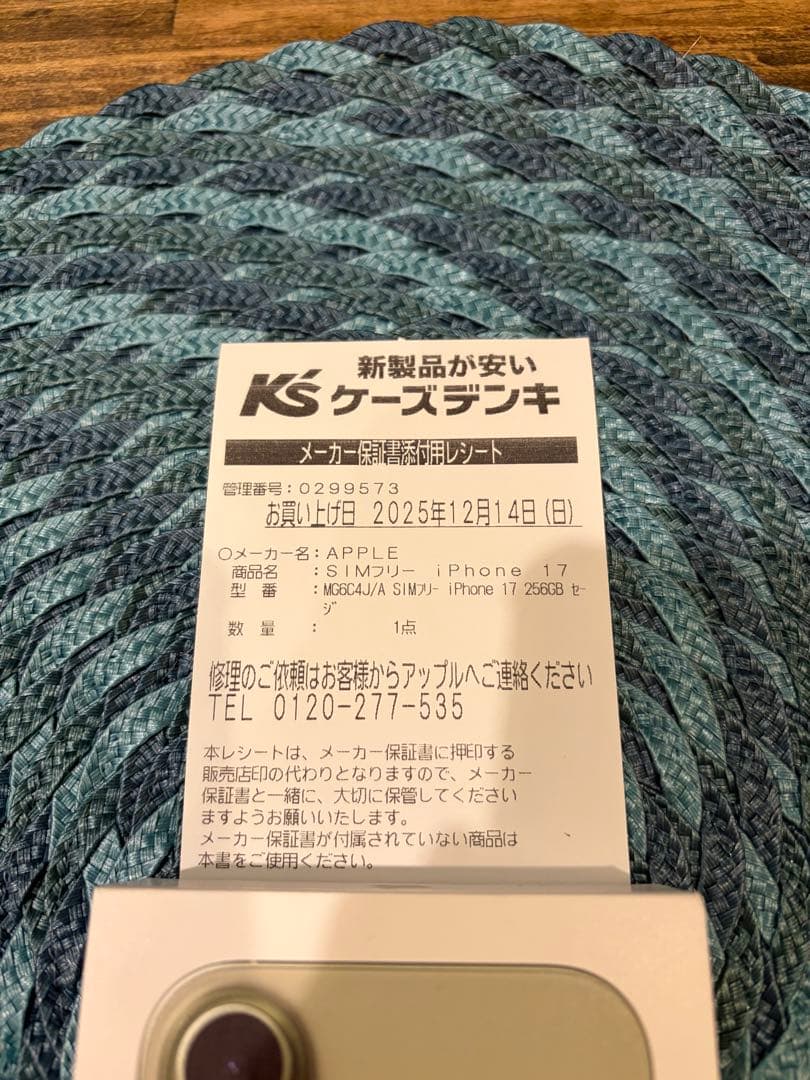 新製品が安い
K'sケーズデンキ
メーカー保証書添付用レシート
管理番号:0299573
お買い上げ日 2025年12月14日(日)
○メーカー名:APPLE
商品名 :SIMフリー iPhone 17
型 番 :MG6C4J/A SIMフリー iPhone 17 256GB セー
ジ
数 量 : 1点
修理のご依頼はお客様からアップルへご連絡ください
TEL 0120-277-535
本レシートは、メーカー保証書に押印する
販売店印の代わりとなりますので、メーカー
保証書と一緒に、大切に保管してください
ますようお願いいたします。
メーカー保証書が付属されていない商品は
本書をご使用ください。